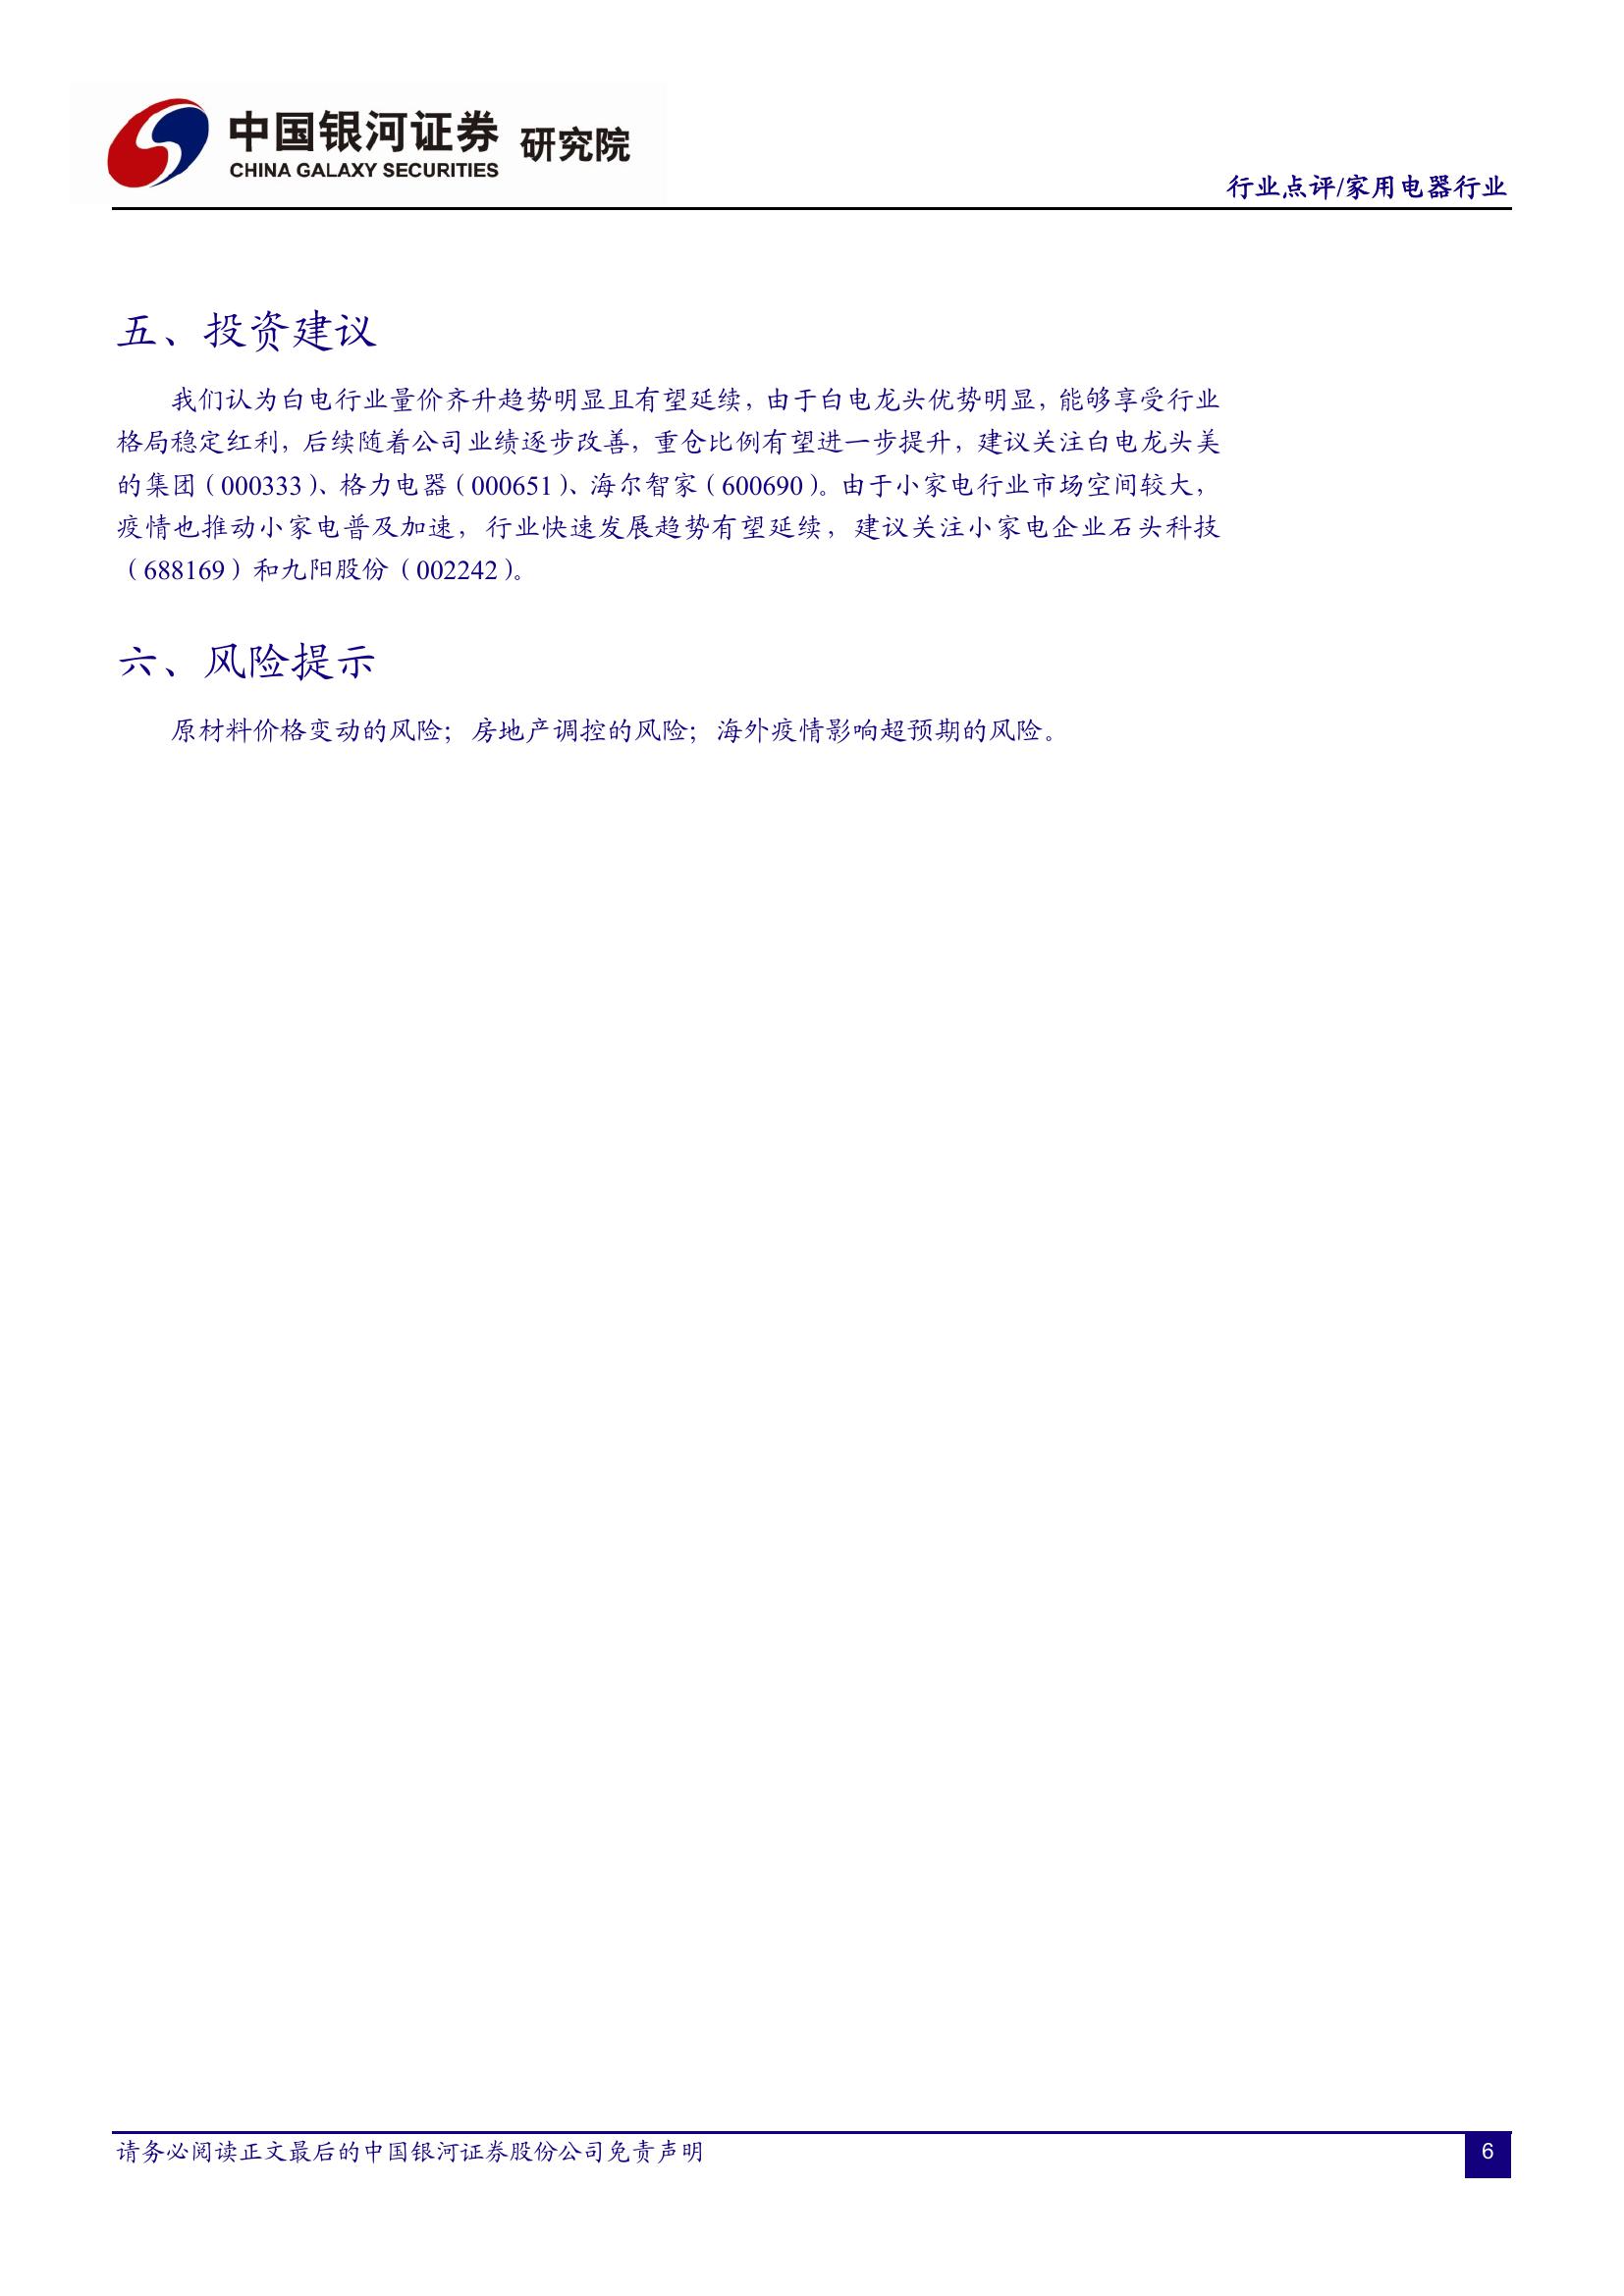 中国银河证券 研究院
CHINA GALAXY SECURITIES
行业点评/家用电器行业
五、投资建议
我们认为白电行业量价齐升趋势明显且有望延续，由于白电龙头优势明显，能够享受行业
格局稳定红利，后续随着公司业绩逐步改善，重仓比例有望进一步提升，建议关注白电龙头美
的集团（000333）、格力电器（000651）、海尔智家（600690）。由于小家电行业市场空间较大，
疫情也推动小家电普及加速，行业快速发展趋势有望延续，建议关注小家电企业石头科技
（688169）和九阳股份（002242）。
六、风险提示
原材料价格变动的风险；房地产调控的风险；海外疫情影响超预期的风险。
请务必阅读正文最后的中国银河证券股份公司免责声明
6